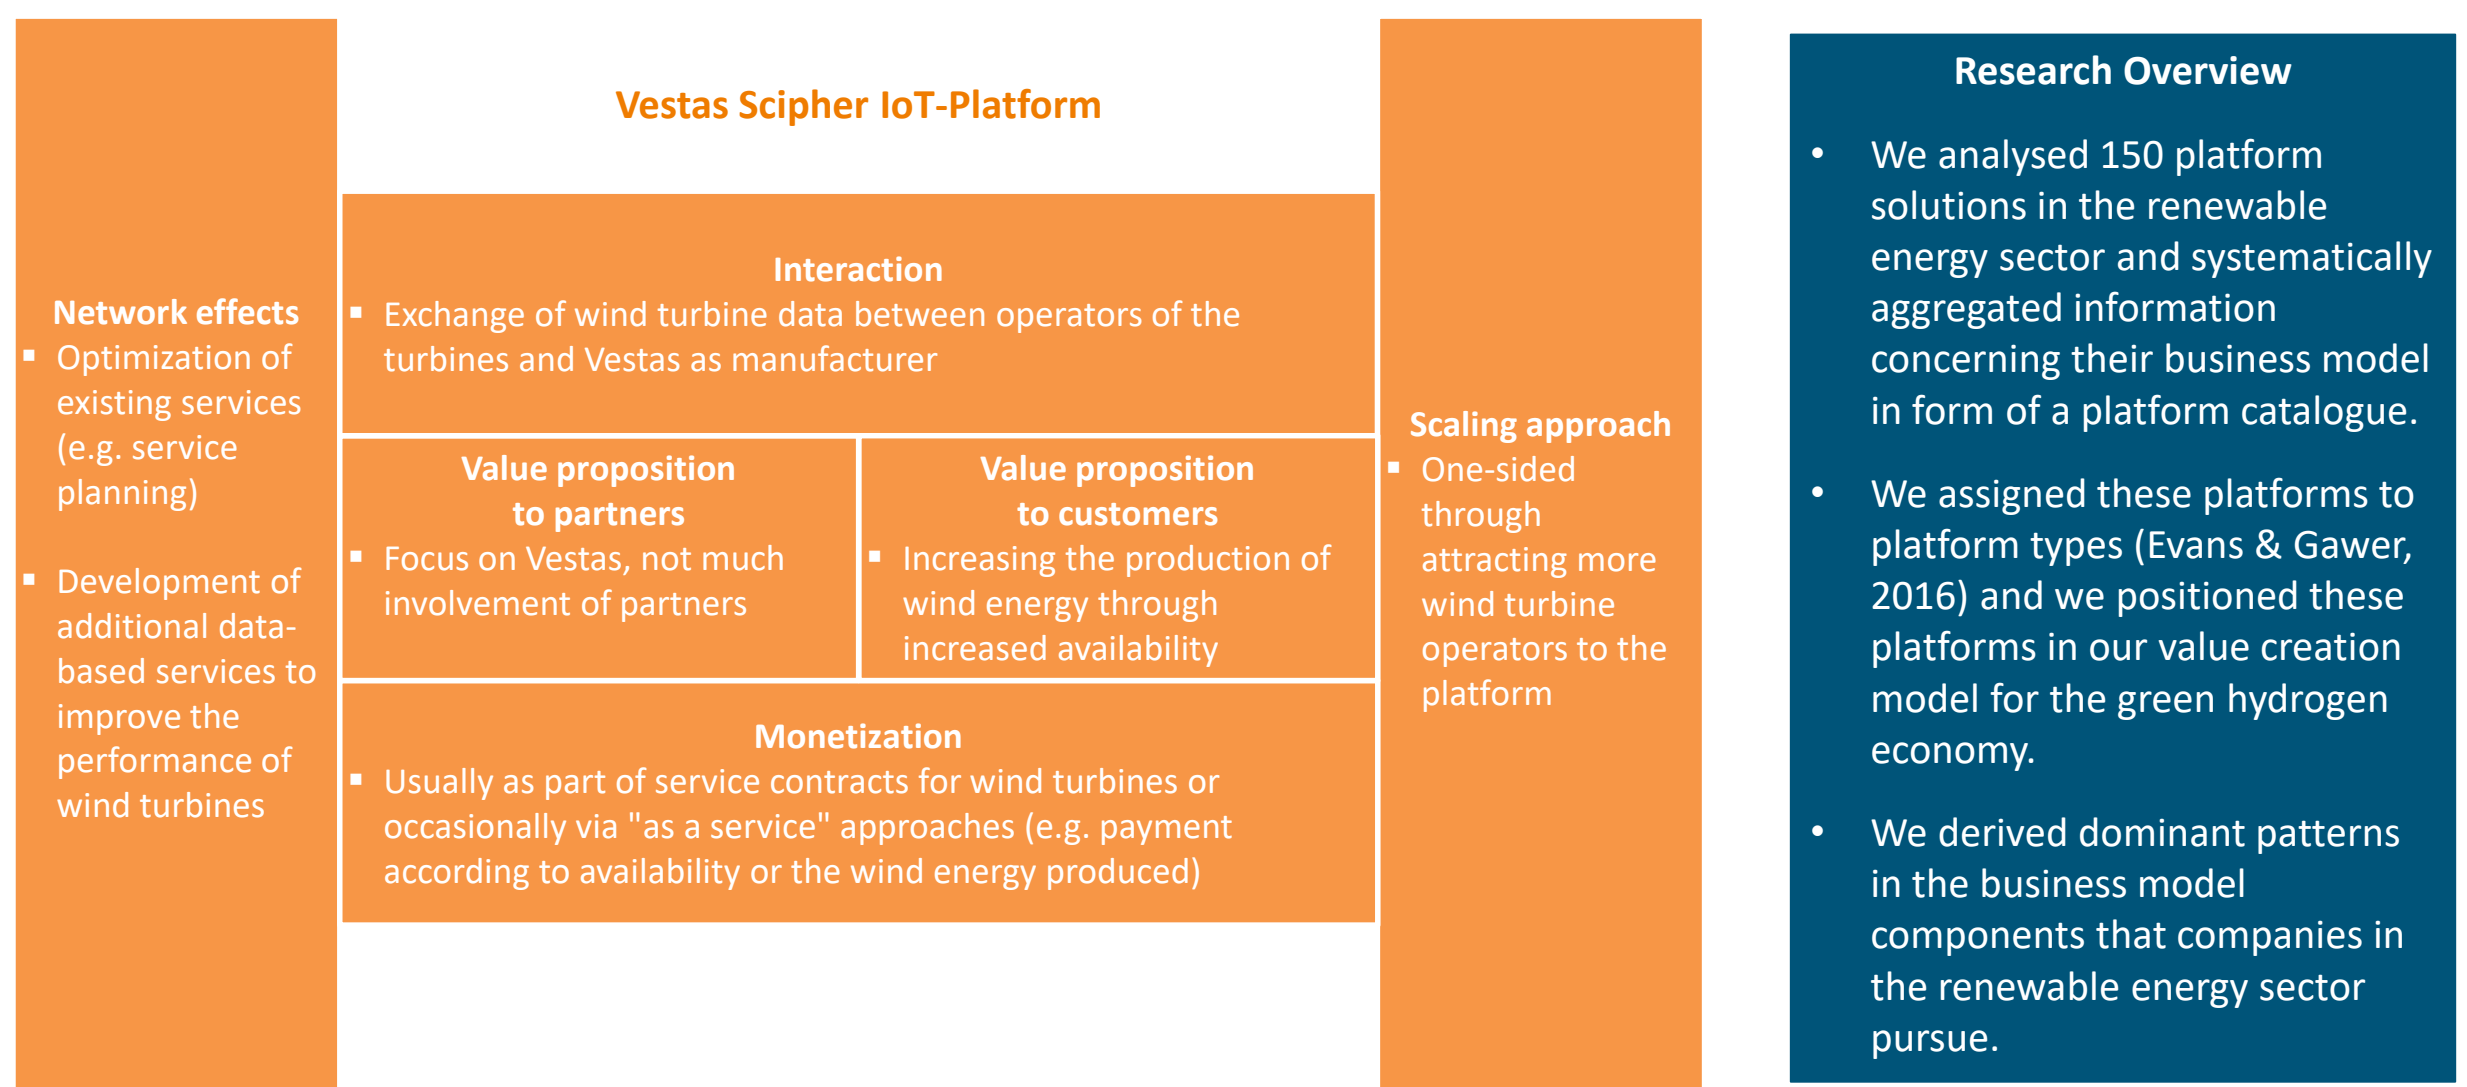 Vestas Scipher IoT-Platform
Network effects
▪ Optimization of
existing services
(e.g. service
planning)
▪ Development of
additional data-
based services to
improve the
performance of
wind turbines
Interaction
▪ Exchange of wind turbine data between operators of the
turbines and Vestas as manufacturer
Value proposition
to partners
▪ Focus on Vestas, not much
involvement of partners
Value proposition
to customers
▪ Increasing the production of
wind energy through
increased availability
Monetization
▪ Usually as part of service contracts for wind turbines or
occasionally via "as a service" approaches (e.g. payment
according to availability or the wind energy produced)
Scaling approach
▪ One-sided
through
attracting more
wind turbine
operators to the
platform
Research Overview
• We analysed 150 platform
solutions in the renewable
energy sector and systematically
aggregated information
concerning their business model
in form of a platform catalogue.
• We assigned these platforms to
platform types (Evans & Gawer,
2016) and we positioned these
platforms in our value creation
model for the green hydrogen
economy.
• We derived dominant patterns
in the business model
components that companies in
the renewable energy sector
pursue.